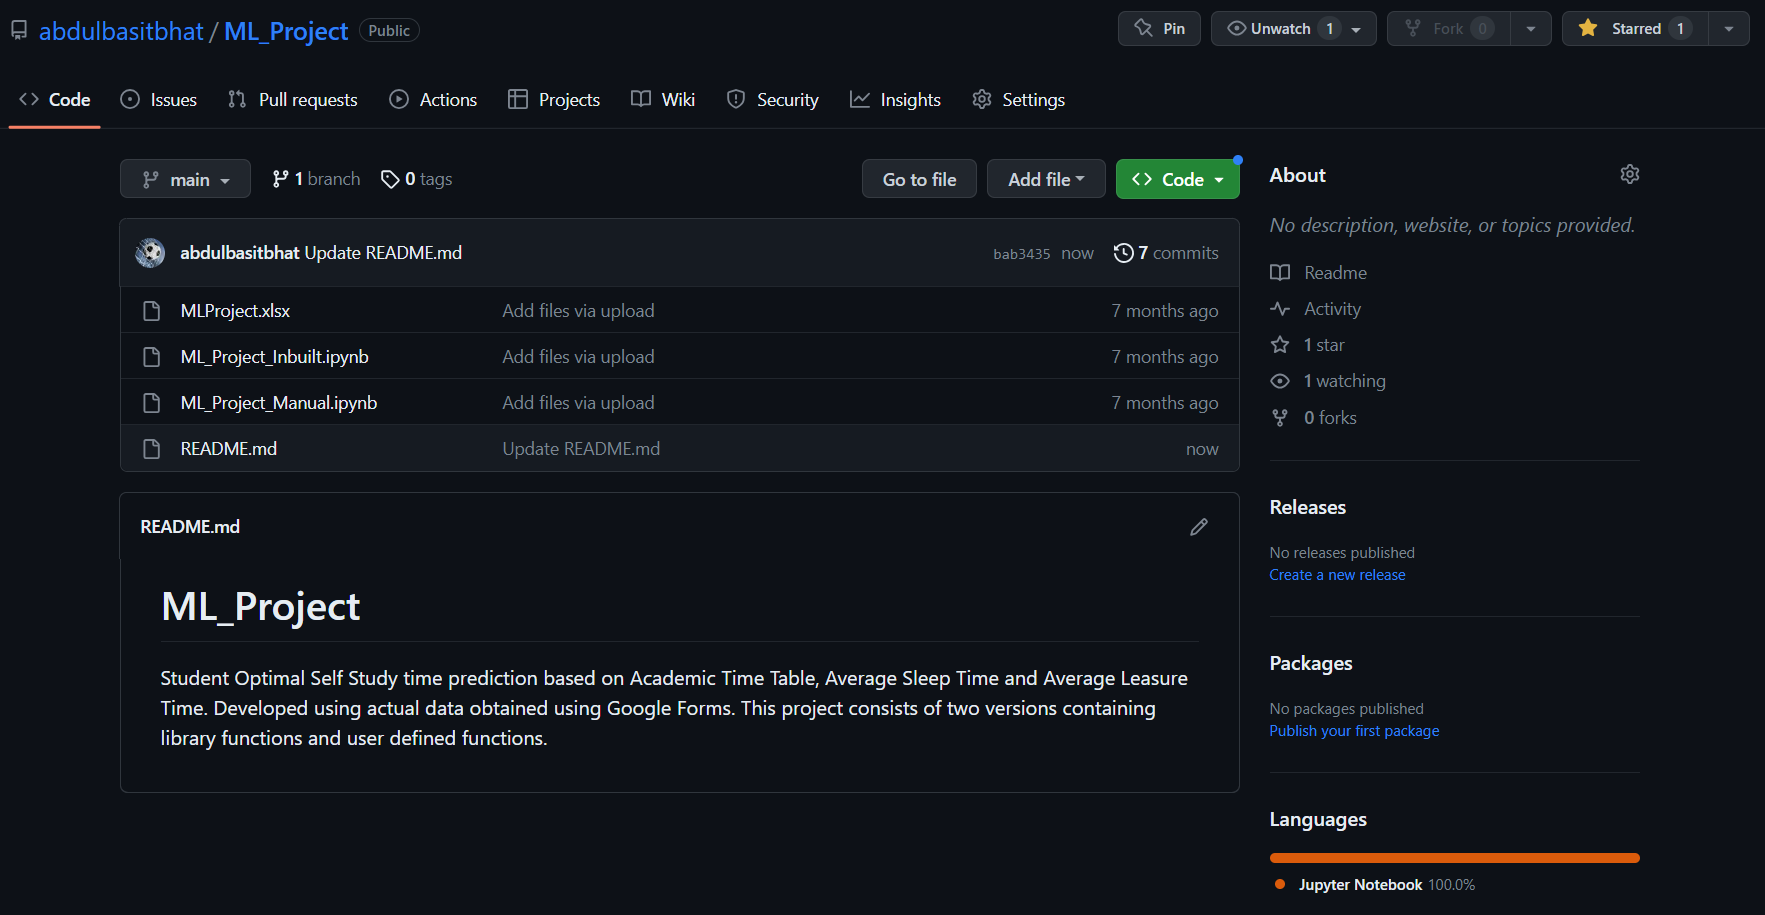 abdulbasitbhat / ML_Project Public
Pin
Unwatch 1
Fork 0
Starred 1
Code
Issues
Pull requests
Actions
Projects
Wiki
Security
Insights
Settings
main
1 branch
0 tags
Go to file
Add file
Code
abdulbasitbhat Update README.md
bab3435 now
7 commits
MLProject.xlsx
Add files via upload
7 months ago
ML_Project_Inbuilt.ipynb
Add files via upload
7 months ago
ML_Project_Manual.ipynb
Add files via upload
7 months ago
README.md
Update README.md
now
README.md
ML_Project
Student Optimal Self Study time prediction based on Academic Time Table, Average Sleep Time and Average Leasure
Time. Developed using actual data obtained using Google Forms. This project consists of two versions containing
library functions and user defined functions.
About
No description, website, or topics provided.
Readme
Activity
1 star
1 watching
0 forks
Releases
No releases published
Create a new release
Packages
No packages published
Publish your first package
Languages
Jupyter Notebook 100.0%